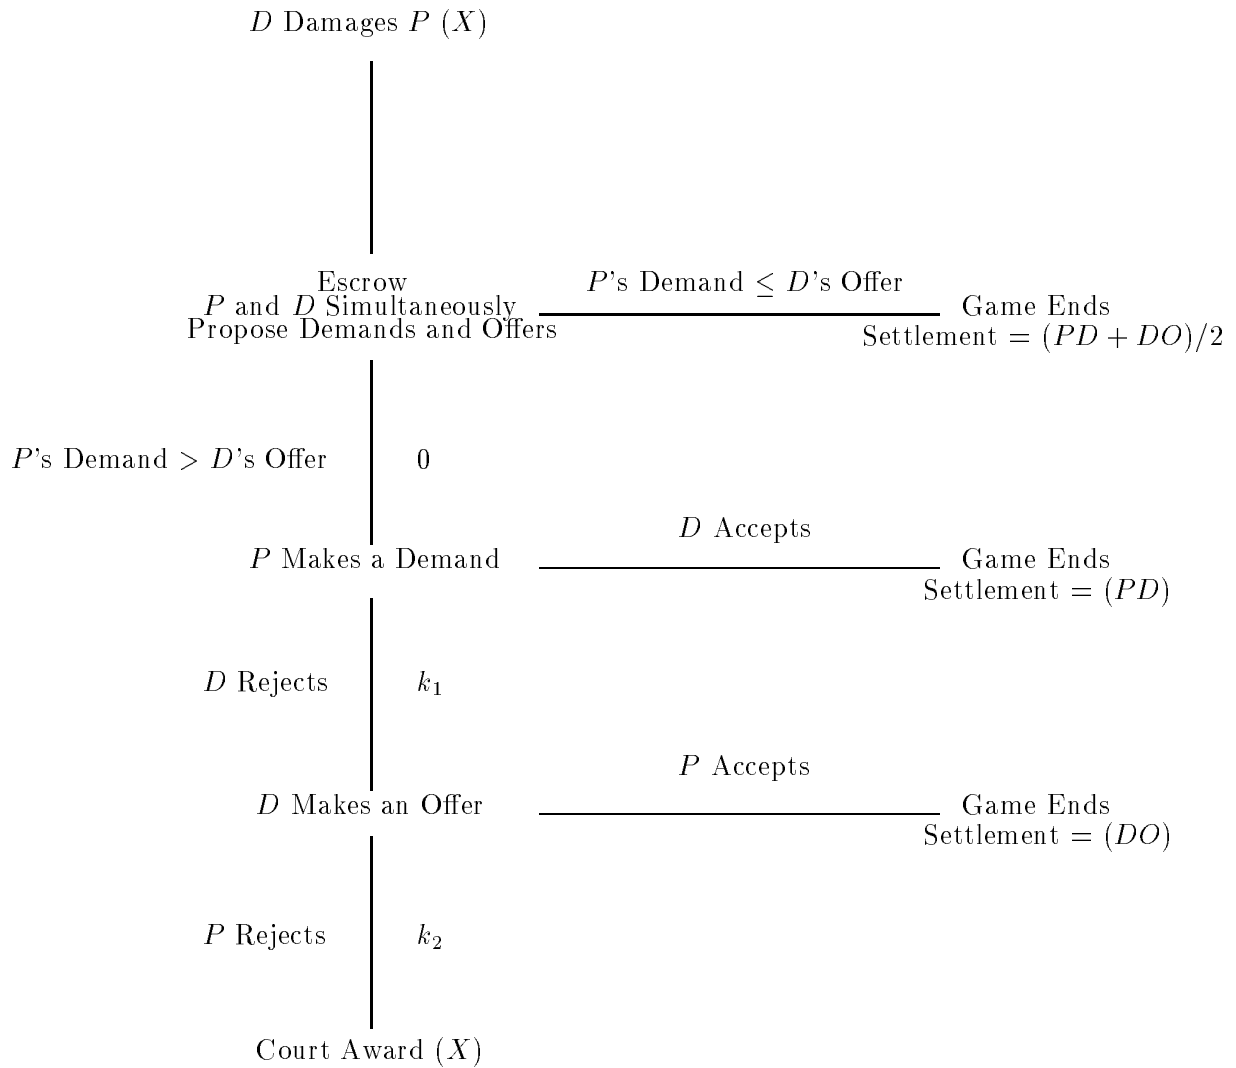 D Damages P (X)
Escrow
P and D Simultaneously
Propose Demands and Offers
P's Demand ≤ D's Offer
Game Ends
Settlement = (PD + DO)/2
P's Demand > D's Offer
0
P Makes a Demand
D Accepts
Game Ends
Settlement = (PD)
D Rejects
k₁
D Makes an Offer
P Accepts
Game Ends
Settlement = (DO)
P Rejects
k₂
Court Award (X)